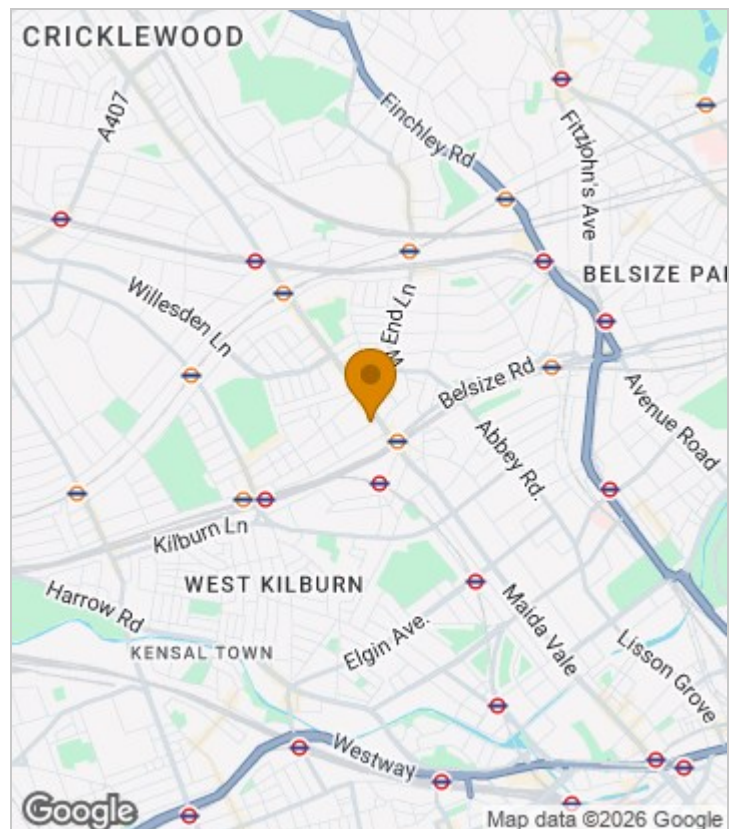 CRICKLEWOOD
A407
Finchley Rd
Fitzjohn's Ave
BELSIZE PA
Willesden Ln
End Ln
Belsize Rd
Avenue Road
Abbey Rd.
Kilburn Ln
WEST KILBURN
Harrow Rd
Maida Vale
Elgin Ave.
Lisson Grove
KENSAL TOWN
Westway
Google
Map data ©2026 Google